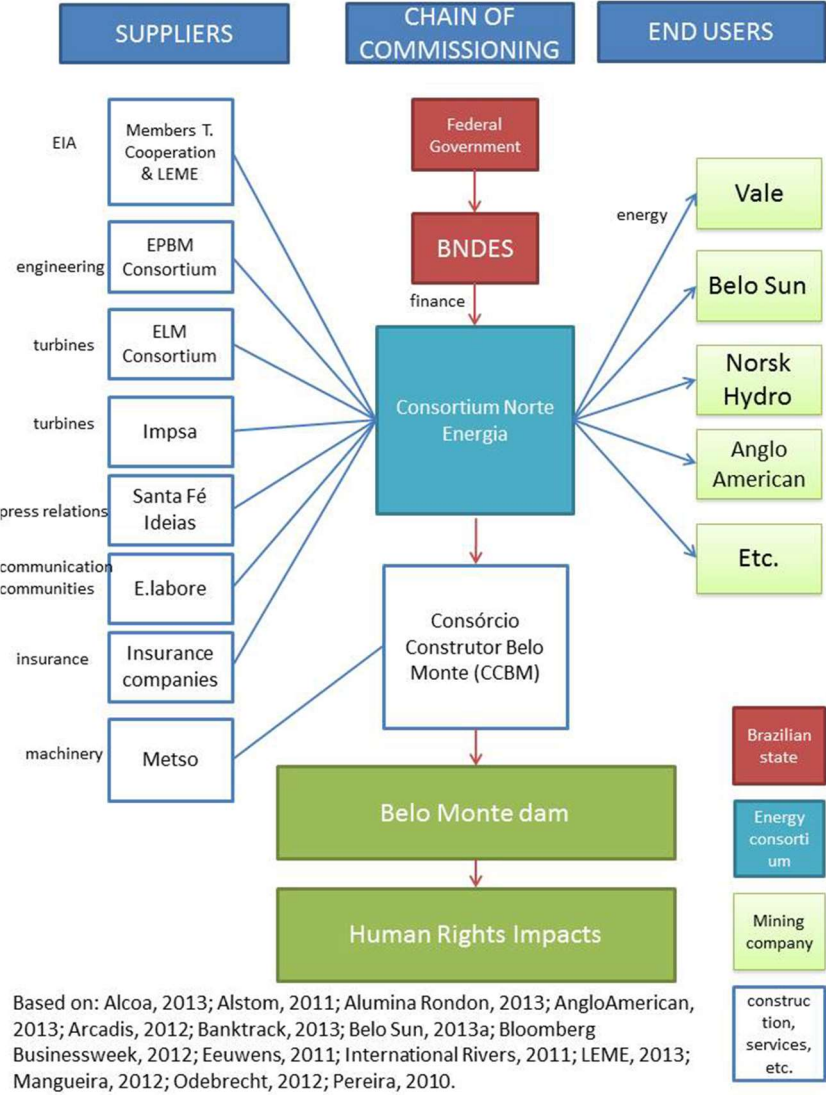 SUPPLIERS
CHAIN OF
COMMISSIONING
END USERS
EIA
Members T.
Cooperation
& LEME
engineering
EPBM
Consortium
turbines
ELM
Consortium
turbines
Impsa
press relations
Santa Fé
Ideias
communication
communities
E.labore
insurance
Insurance
companies
machinery
Metso
Federal
Government
BNDES
finance
Consortium Norte
Energia
Consórcio
Construtor Belo
Monte (CCBM)
Belo Monte dam
Human Rights Impacts
energy
Vale
Belo Sun
Norsk
Hydro
Anglo
American
Etc.
Brazilian
state
Energy
consorti
um
Mining
company
construc
tion,
services,
etc.
Based on: Alcoa, 2013; Alstom, 2011; Alumina Rondon, 2013; AngloAmerican,
2013; Arcadis, 2012; Banktrack, 2013; Belo Sun, 2013a; Bloomberg
Businessweek, 2012; Eeuwens, 2011; International Rivers, 2011; LEME, 2013;
Mangueira, 2012; Odebrecht, 2012; Pereira, 2010.